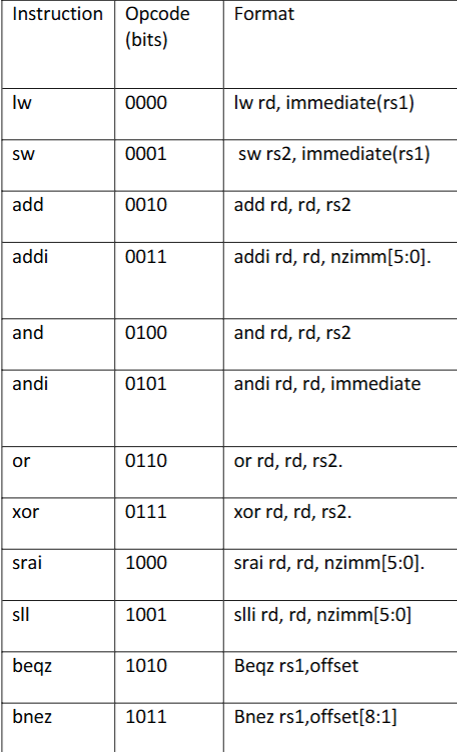 Instruction Opcode (bits) Format
lw 0000 lw rd, immediate(rs1)
sw 0001 sw rs2, immediate(rs1)
add 0010 add rd, rd, rs2
addi 0011 addi rd, rd, nzimm[5:0].
and 0100 and rd, rd, rs2
andi 0101 andi rd, rd, immediate
or 0110 or rd, rd, rs2.
xor 0111 xor rd, rd, rs2.
srai 1000 srai rd, rd, nzimm[5:0].
sll 1001 slli rd, rd, nzimm[5:0]
beqz 1010 Beqz rs1,offset
bnez 1011 Bnez rs1,offset[8:1]